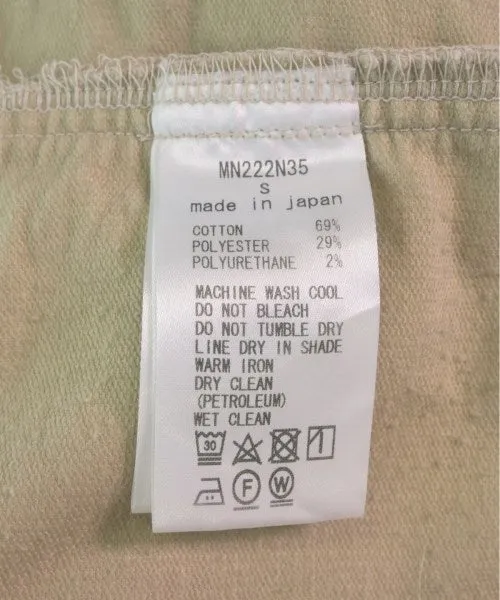 MN222N35
S
made in japan
COTTON 69%
POLYESTER 29%
POLYURETHANE 2%
MACHINE WASH COOL
DO NOT BLEACH
DO NOT TUMBLE DRY
LINE DRY IN SHADE
WARM IRON
DRY CLEAN
(PETROLEUM)
WET CLEAN
30
F W